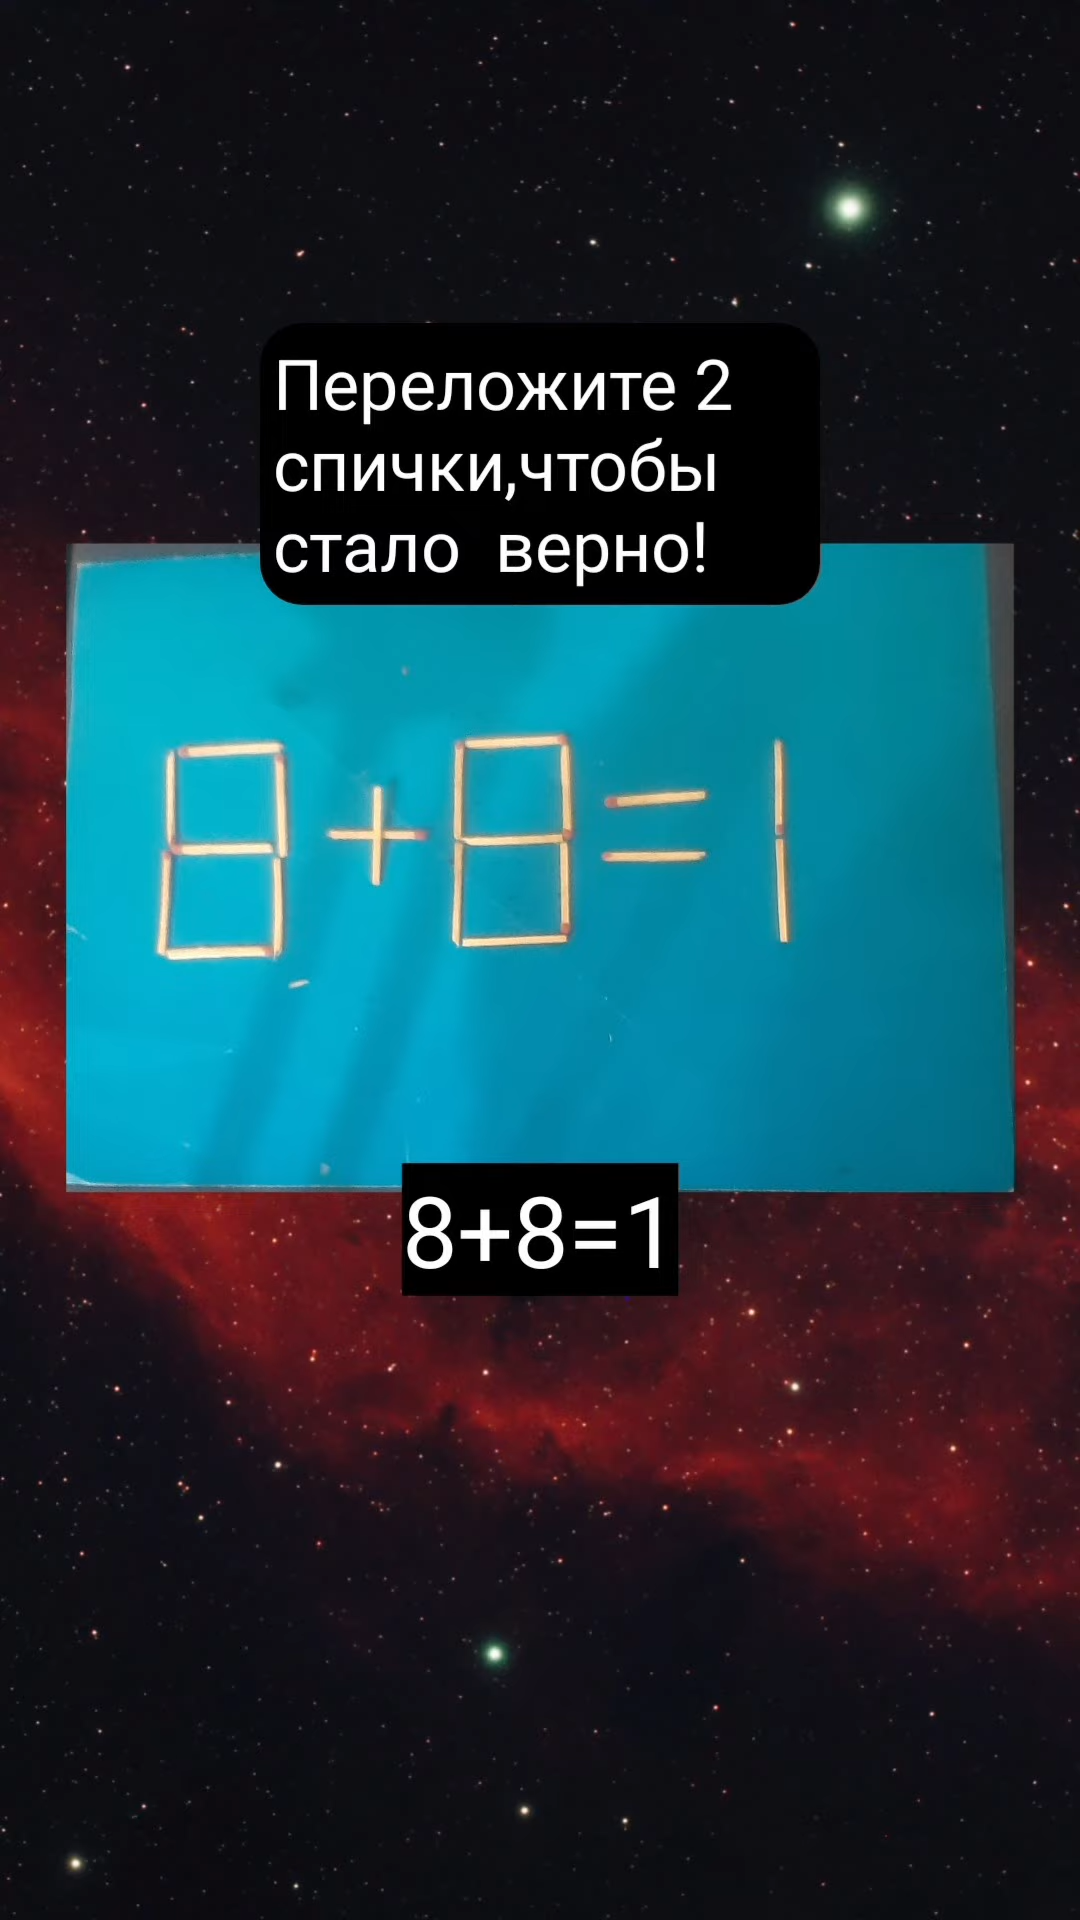 Переложите 2
спички,чтобы
стало верно!
8+8=1
8+8=1